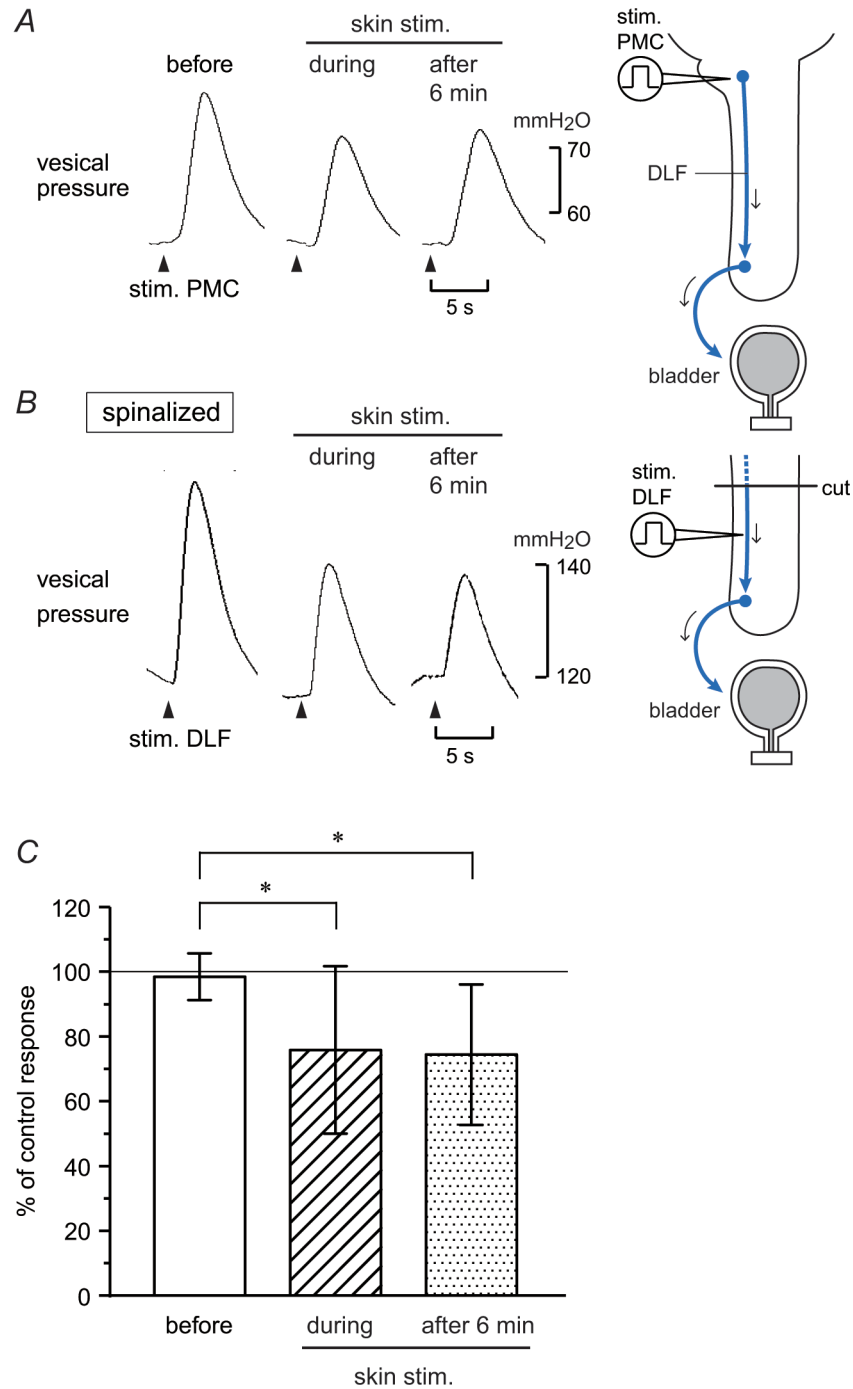 A
skin stim.
before
during
after
6 min
mmH2O
vesical
pressure
70
60
stim. PMC
5 s
stim.
PMC
DLF
bladder
B
spinalized
skin stim.
during
after
6 min
mmH2O
vesical
pressure
140
120
stim. DLF
5 s
stim.
DLF
cut
bladder
C
*
*
% of control response
120
100
80
60
40
20
0
before
during
after 6 min
skin stim.